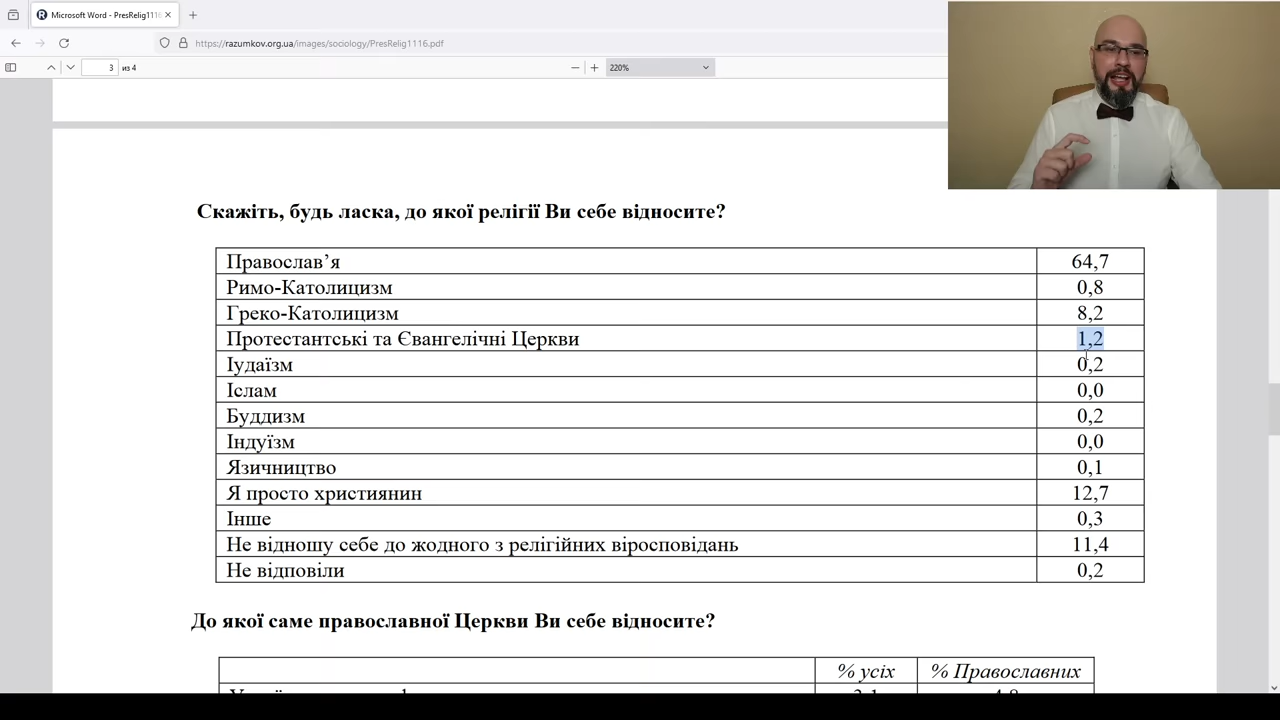 Microsoft Word - PresRelig1116
https://razumkov.org.ua/images/sociology/PresRelig1116.pdf
3 из 4
220%
Скажіть, будь ласка, до якої релігії Ви себе відносите?
Православ’я 64,7
Римо-Католицизм 0,8
Греко-Католицизм 8,2
Протестантські та Євангелічні Церкви 1,2
Іудаїзм 0,2
Іслам 0,0
Буддизм 0,2
Індуїзм 0,0
Язичництво 0,1
Я просто християнин 12,7
Інше 0,3
Не відношу себе до жодного з релігійних віросповідань 11,4
Не відповіли 0,2
До якої саме православної Церкви Ви себе відносите?
% усіх % Православних